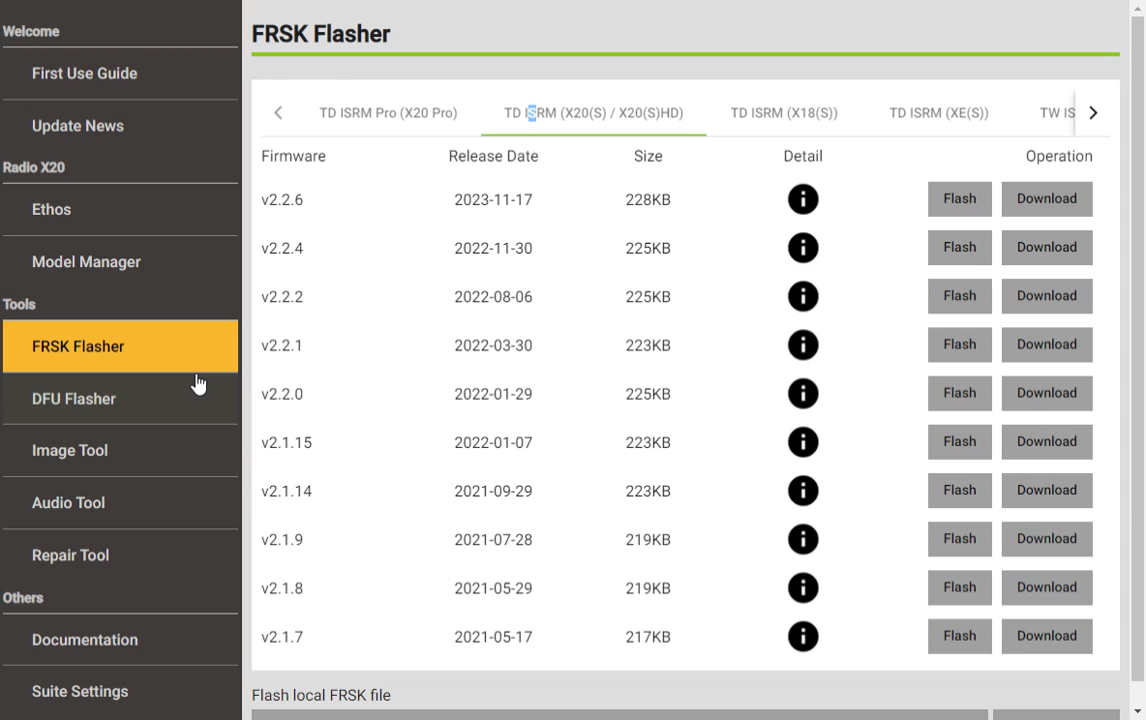 Welcome
First Use Guide
Update News
Radio X20
Ethos
Model Manager
Tools
FRSK Flasher
DFU Flasher
Image Tool
Audio Tool
Repair Tool
Others
Documentation
Suite Settings
FRSK Flasher
TD ISRM Pro (X20 Pro) TD ISRM (X20(S) / X20(S)HD) TD ISRM (X18(S)) TD ISRM (XE(S)) TW IS
Firmware Release Date Size Detail Operation
v2.2.6 2023-11-17 228KB Flash Download
v2.2.4 2022-11-30 225KB Flash Download
v2.2.2 2022-08-06 225KB Flash Download
v2.2.1 2022-03-30 223KB Flash Download
v2.2.0 2022-01-29 225KB Flash Download
v2.1.15 2022-01-07 223KB Flash Download
v2.1.14 2021-09-29 223KB Flash Download
v2.1.9 2021-07-28 219KB Flash Download
v2.1.8 2021-05-29 219KB Flash Download
v2.1.7 2021-05-17 217KB Flash Download
Flash local FRSK file